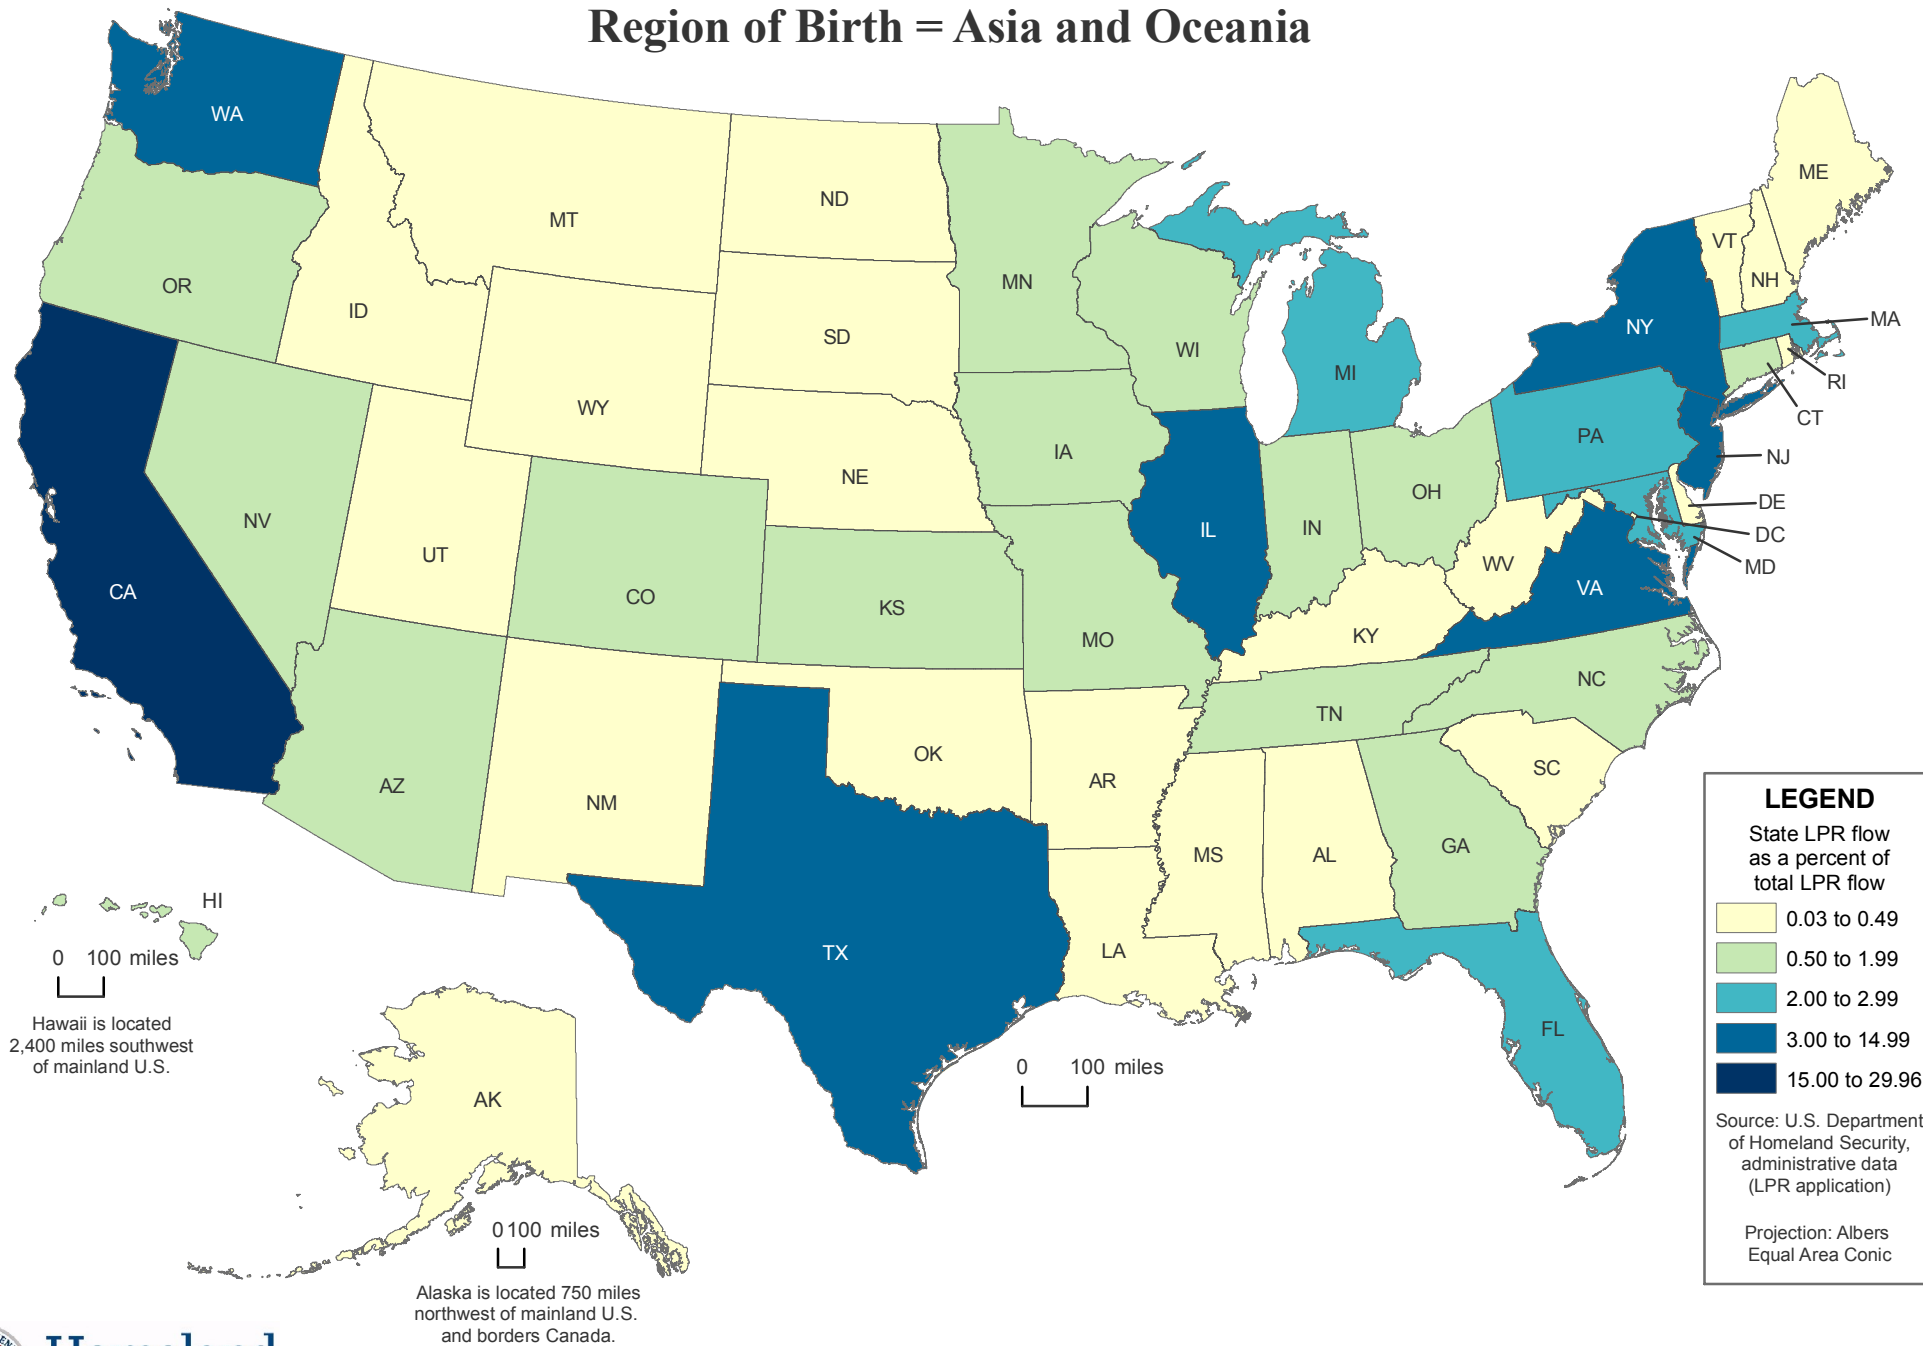 Region of Birth = Asia and Oceania
WA
MT
ND
MN
ME
VT
NH
OR
ID
SD
WI
MI
NY
MA
RI
CT
WY
NE
IA
PA
NJ
NV
UT
CO
KS
IL
IN
OH
WV
VA
DE
DC
MD
CA
MO
KY
NC
TN
AZ
NM
OK
AR
SC
MS
AL
GA
LA
TX
FL
HI
0 100 miles
Hawaii is located
2,400 miles southwest
of mainland U.S.
AK
0 100 miles
Alaska is located 750 miles
northwest of mainland U.S.
and borders Canada.
0 100 miles
LEGEND
State LPR flow
as a percent of
total LPR flow
0.03 to 0.49
0.50 to 1.99
2.00 to 2.99
3.00 to 14.99
15.00 to 29.96
Source: U.S. Department
of Homeland Security,
administrative data
(LPR application)
Projection: Albers
Equal Area Conic
Homeland